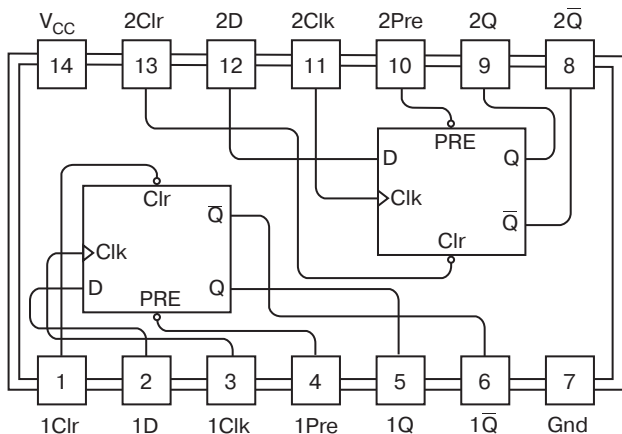 V_CC 2Clr 2D 2Clk 2Pre 2Q 2Q̅
14 13 12 11 10 9 8
PRE
D Q
Clk
Q̅
Clr
Clr
Q̅
Clk
D Q
PRE
1 2 3 4 5 6 7
1Clr 1D 1Clk 1Pre 1Q 1Q̅ Gnd